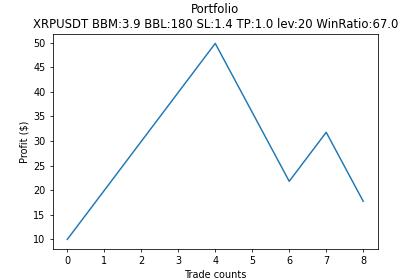 Portfolio
XRPUSDT BBM:3.9 BBL:180 SL:1.4 TP:1.0 lev:20 WinRatio:67.0
50
45
40
35
30
25
20
15
10
Profit ($)
0 1 2 3 4 5 6 7 8
Trade counts